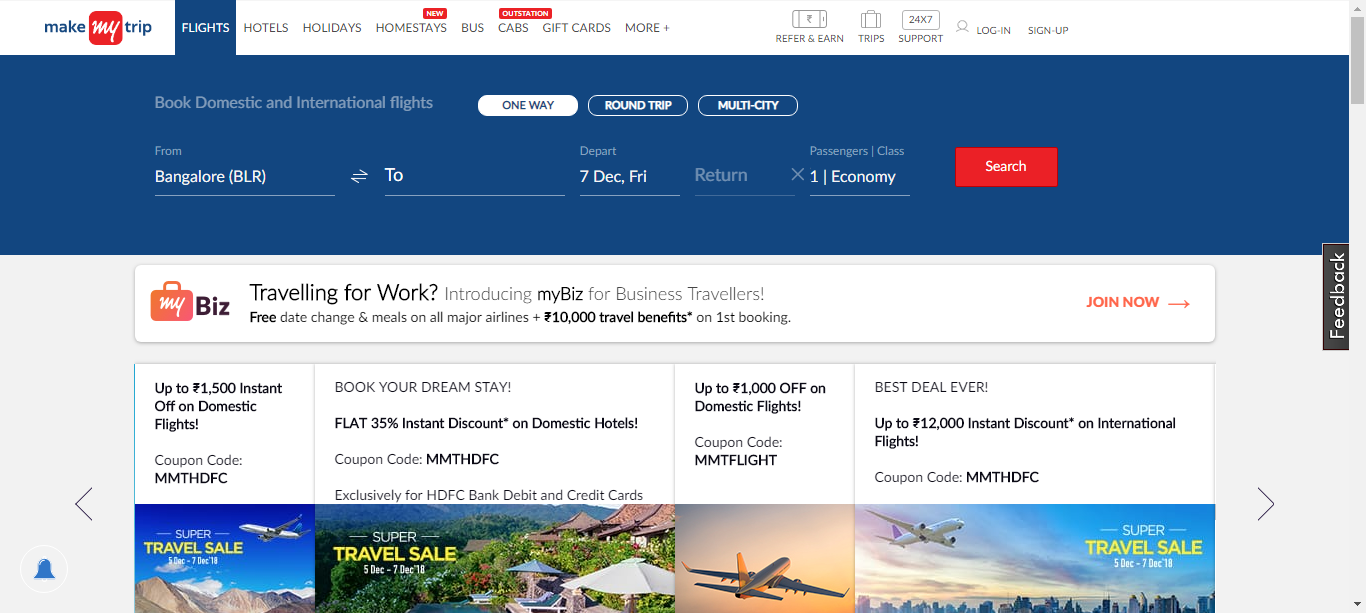 make my trip
FLIGHTS
HOTELS
HOLIDAYS
NEW
HOMESTAYS
BUS
OUTSTATION
CABS
GIFT CARDS
MORE +
₹
REFER & EARN
TRIPS
24X7
SUPPORT
LOG-IN
SIGN-UP
Book Domestic and International flights
ONE WAY
ROUND TRIP
MULTI-CITY
From
Bangalore (BLR)
To
Depart
7 Dec, Fri
Return
Passengers | Class
1 | Economy
Search
Feedback
my Biz
Travelling for Work? Introducing myBiz for Business Travellers!
Free date change & meals on all major airlines + ₹10,000 travel benefits* on 1st booking.
JOIN NOW
Up to ₹1,500 Instant
Off on Domestic
Flights!
Coupon Code:
MMTHDFC
SUPER
TRAVEL SALE
5 Dec - 7 Dec'18
BOOK YOUR DREAM STAY!
FLAT 35% Instant Discount* on Domestic Hotels!
Coupon Code: MMTHDFC
Exclusively for HDFC Bank Debit and Credit Cards
SUPER
TRAVEL SALE
5 Dec - 7 Dec'18
Up to ₹1,000 OFF on
Domestic Flights!
Coupon Code:
MMTFLIGHT
BEST DEAL EVER!
Up to ₹12,000 Instant Discount* on International
Flights!
Coupon Code: MMTHDFC
SUPER
TRAVEL SALE
5 Dec - 7 Dec'18